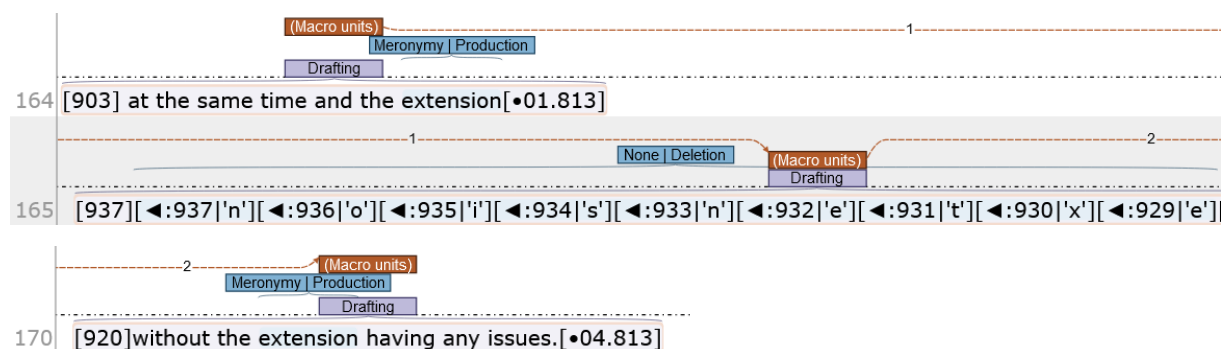 (Macro units) 1
Meronymy | Production
Drafting
164 [903] at the same time and the extension[•01.813]
1 2
None | Deletion (Macro units)
Drafting
165 [937][◄:937|'n'][◄:936|'o'][◄:935|'i'][◄:934|'s'][◄:933|'n'][◄:932|'e'][◄:931|'t'][◄:930|'x'][◄:929|'e'][
2 (Macro units)
Meronymy | Production
Drafting
170 [920]without the extension having any issues.[•04.813]